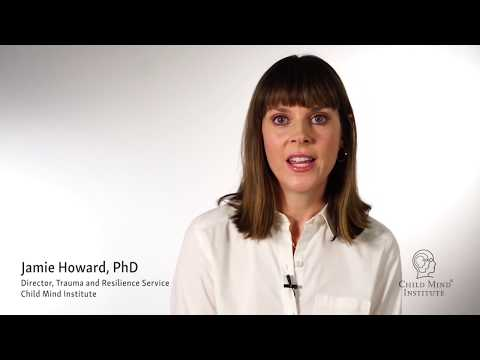 Jamie Howard, PhD
Director, Trauma and Resilience Service
Child Mind Institute
CHILD MIND®
INSTITUTE